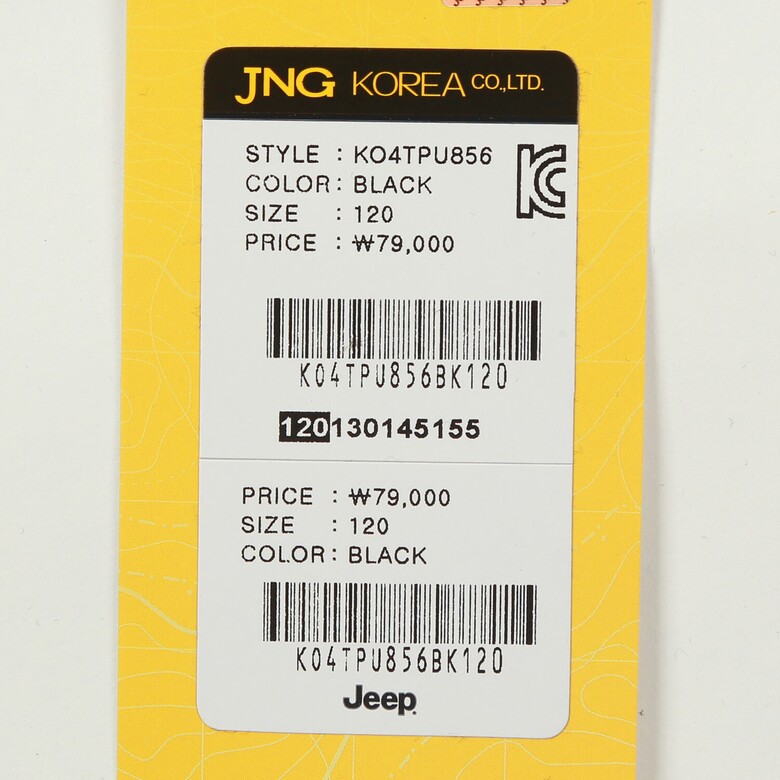 JNG KOREA CO.,LTD.
STYLE : KO4TPU856
COLOR : BLACK
SIZE : 120
PRICE : ₩79,000
K04TPU856BK120
120130145155
PRICE : ₩79,000
SIZE : 120
COLOR : BLACK
K04TPU856BK120
Jeep